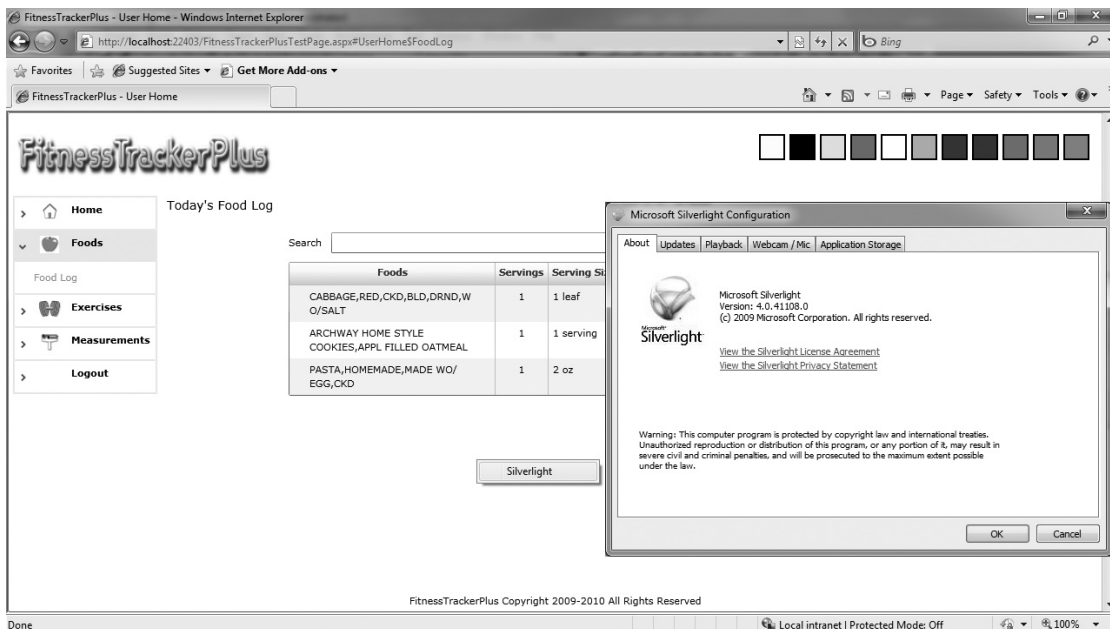 FitnessTrackerPlus - User Home - Windows Internet Explorer
http://localhost:22403/FitnessTrackerPlusTestPage.aspx#UserHome$FoodLog
Bing
Favorites
Suggested Sites
Get More Add-ons
FitnessTrackerPlus - User Home
Page
Safety
Tools
FitnessTrackerPlus
Home
Foods
Food Log
Exercises
Measurements
Logout
Today's Food Log
Search
Foods
Servings
Serving Si
CABBAGE,RED,CKD,BLD,DRND,W
O/SALT
1
1 leaf
ARCHWAY HOME STYLE
COOKIES,APPL FILLED OATMEAL
1
1 serving
PASTA,HOMEMADE,MADE WO/
EGG,CKD
1
2 oz
Silverlight
Microsoft Silverlight Configuration
About
Updates
Playback
Webcam / Mic
Application Storage
Microsoft
Silverlight
Microsoft Silverlight
Version: 4.0.41108.0
(c) 2009 Microsoft Corporation. All rights reserved.
View the Silverlight License Agreement
View the Silverlight Privacy Statement
Warning: This computer program is protected by copyright law and international treaties.
Unauthorized reproduction or distribution of this program, or any portion of it, may result in
severe civil and criminal penalties, and will be prosecuted to the maximum extent possible
under the law.
OK
Cancel
FitnessTrackerPlus Copyright 2009-2010 All Rights Reserved
Done
Local intranet | Protected Mode: Off
100%